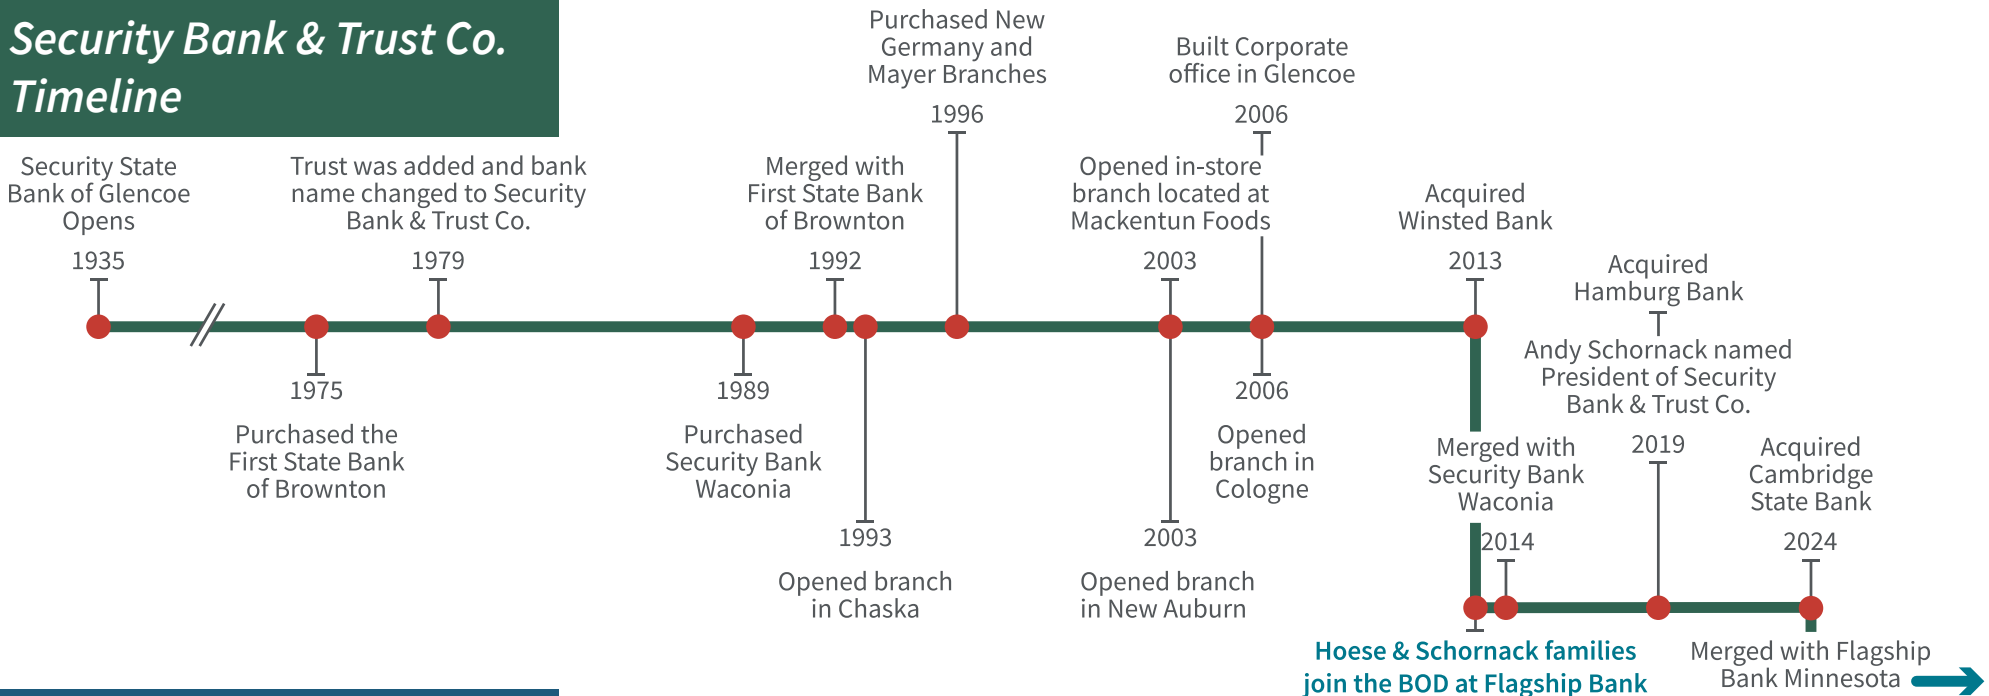 Security Bank & Trust Co.
Timeline
Security State
Bank of Glencoe
Opens
1935
1975
Purchased the
First State Bank
of Brownton
Trust was added and bank
name changed to Security
Bank & Trust Co.
1979
1989
Purchased
Security Bank
Waconia
Merged with
First State Bank
of Brownton
1992
1993
Opened branch
in Chaska
Purchased New
Germany and
Mayer Branches
1996
Opened in-store
branch located at
Mackentun Foods
2003
2003
Opened branch
in New Auburn
Built Corporate
office in Glencoe
2006
2006
Opened
branch in
Cologne
Acquired
Winsted Bank
2013
Hoese & Schornack families
join the BOD at Flagship Bank
Merged with
Security Bank
Waconia
2014
Acquired
Hamburg Bank
Andy Schornack named
President of Security
Bank & Trust Co.
2019
Acquired
Cambridge
State Bank
2024
Merged with Flagship
Bank Minnesota